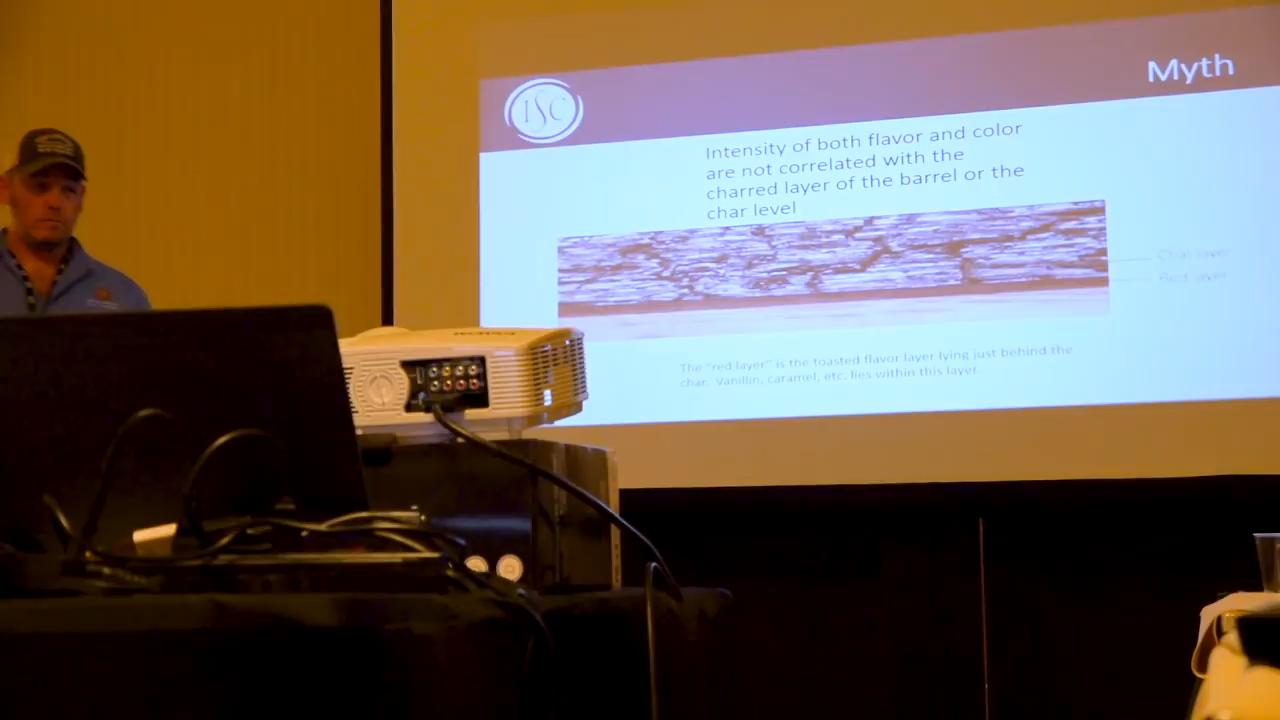 Myth
ISC
Intensity of both flavor and color
are not correlated with the
charred layer of the barrel or the
char level
Char layer
Red layer
The "red layer" is the toasted flavor layer lying just behind the
char. Vanillin, caramel, etc. lies within this layer.